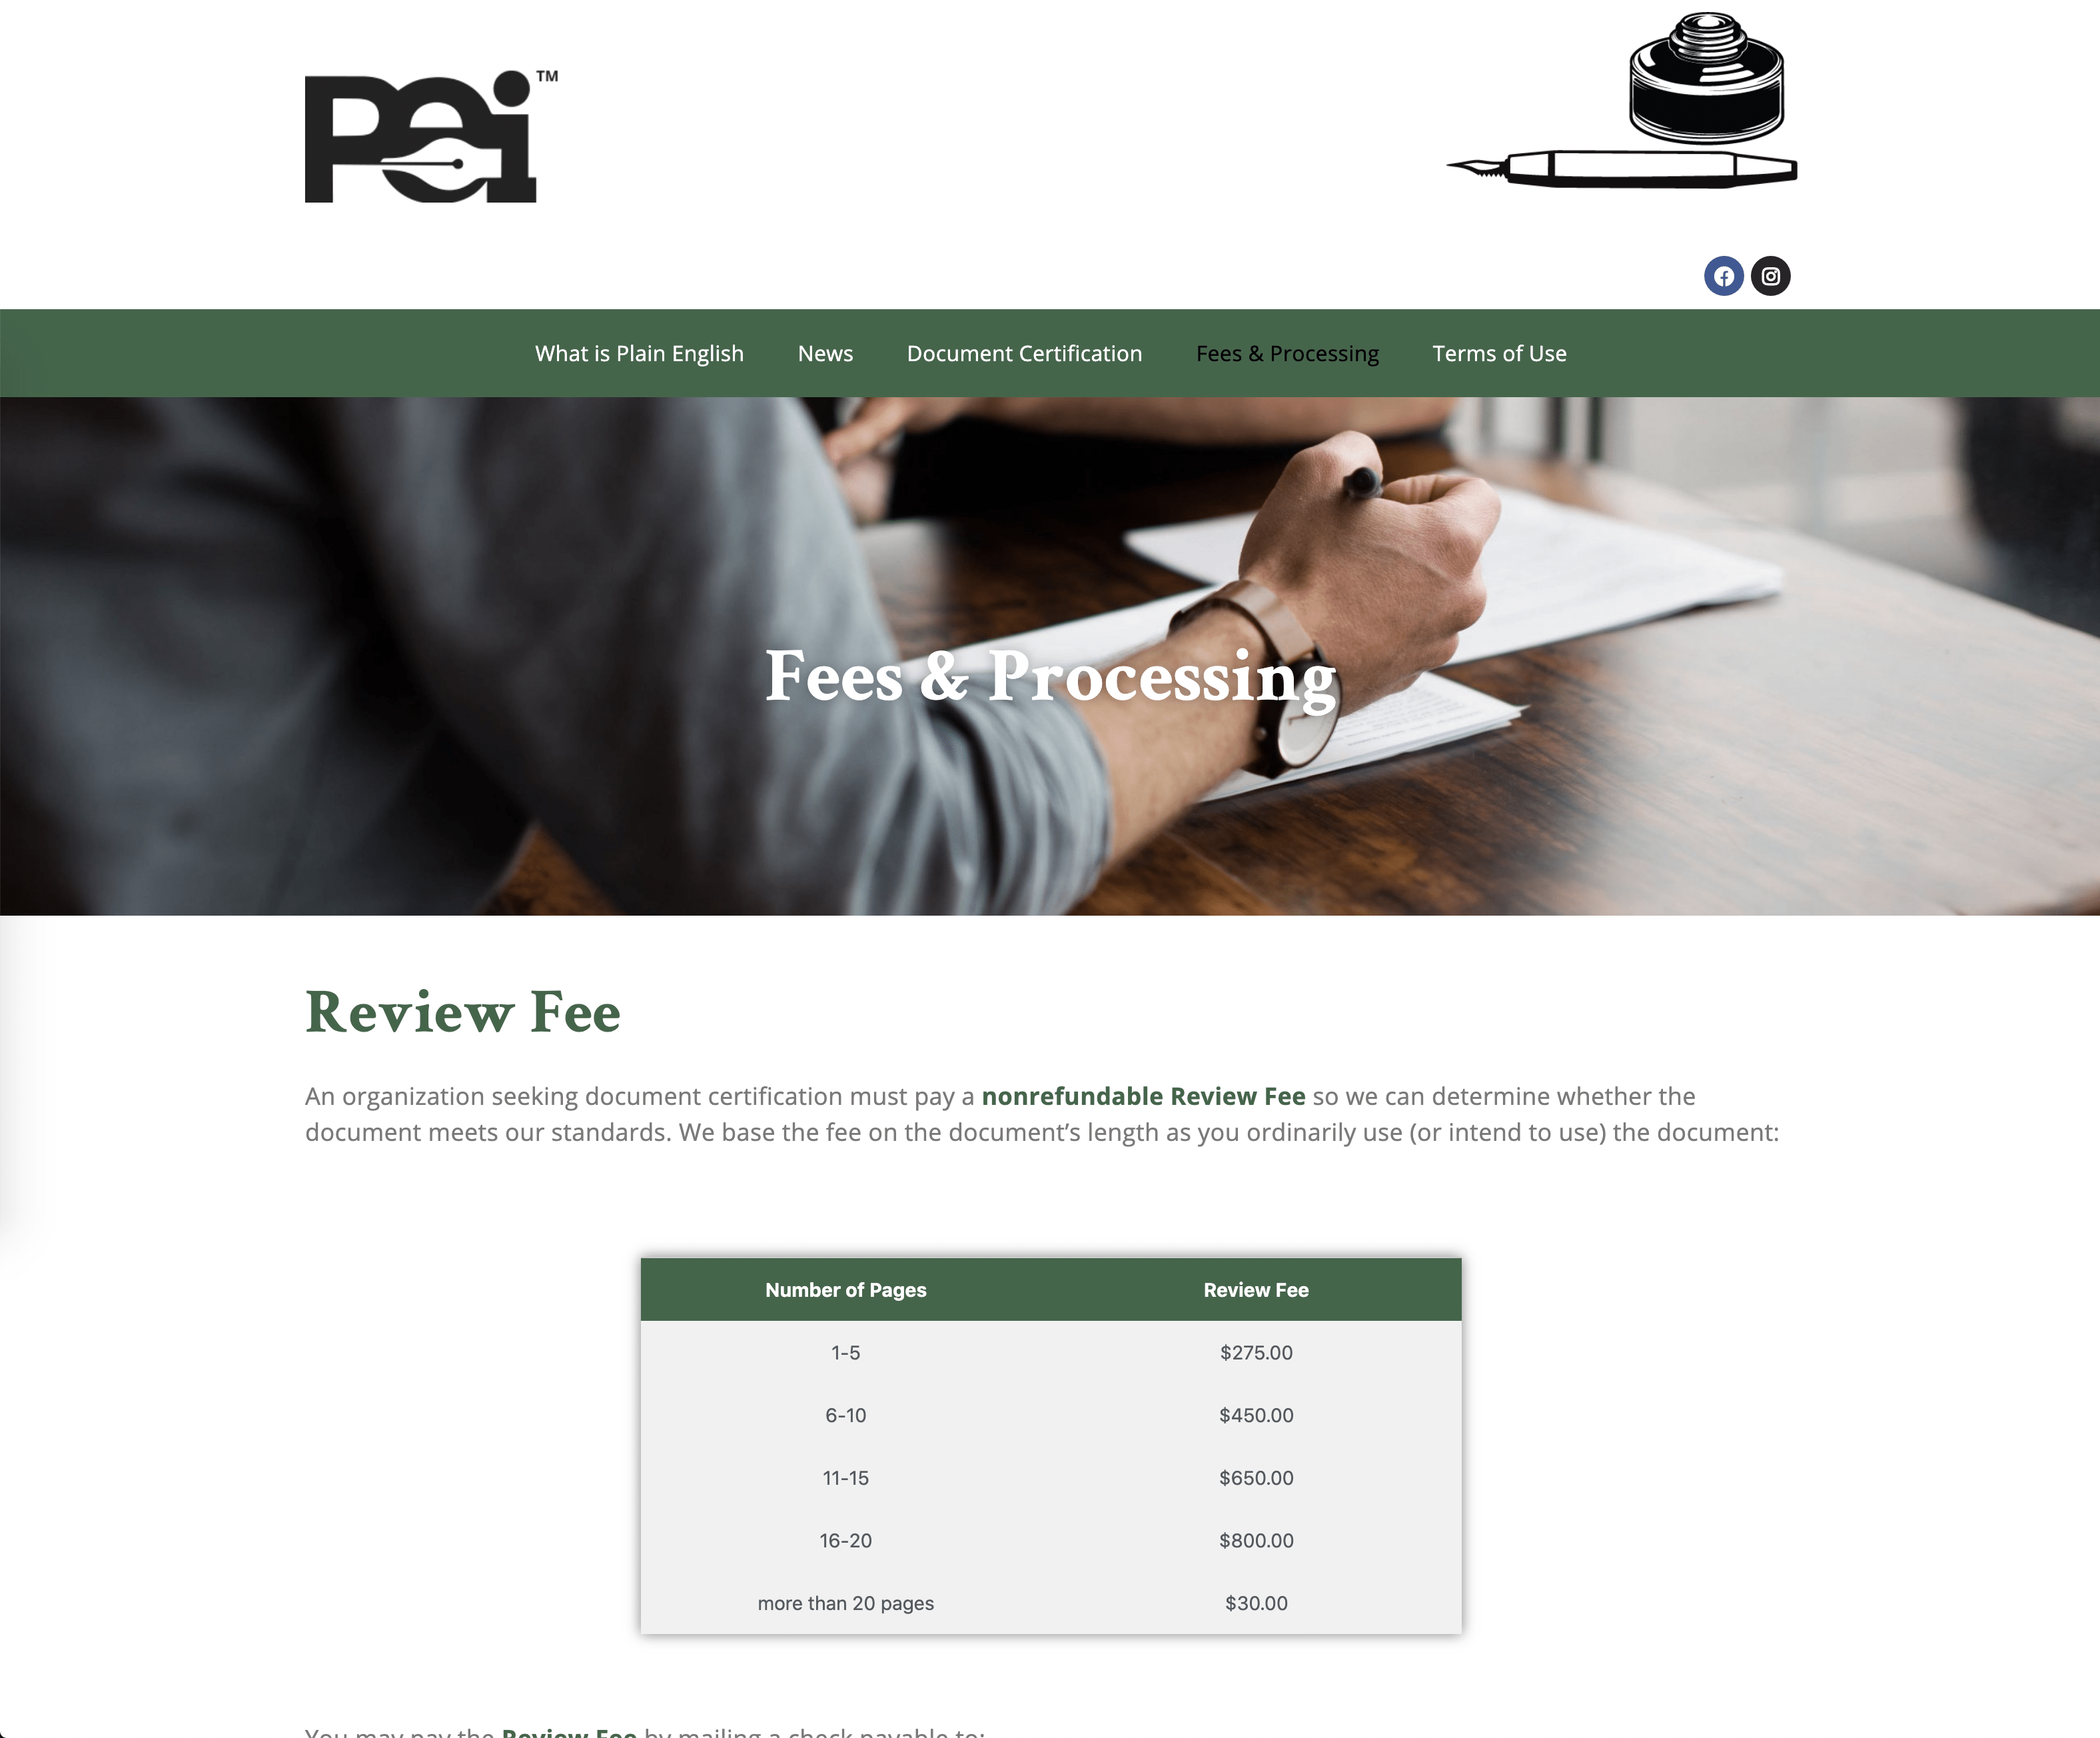 Pei™
What is Plain English News Document Certification Fees & Processing Terms of Use
Fees & Processing
Review Fee
An organization seeking document certification must pay a nonrefundable Review Fee so we can determine whether the
document meets our standards. We base the fee on the document’s length as you ordinarily use (or intend to use) the document:
Number of Pages Review Fee
1-5 $275.00
6-10 $450.00
11-15 $650.00
16-20 $800.00
more than 20 pages $30.00
You may pay the Review Fee by mailing a check payable to: